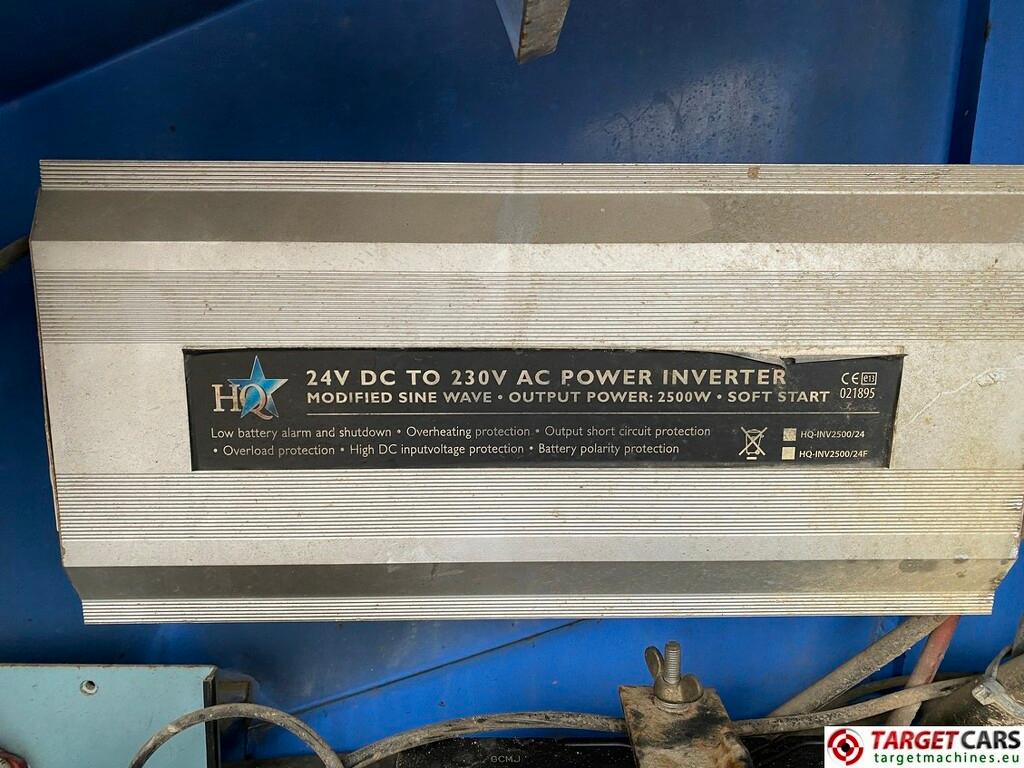 HQ
24V DC TO 230V AC POWER INVERTER
MODIFIED SINE WAVE • OUTPUT POWER: 2500W • SOFT START
CE e13
021895
Low battery alarm and shutdown • Overheating protection • Output short circuit protection
• Overload protection • High DC inputvoltage protection • Battery polarity protection
HQ-INV2500/24
HQ-INV2500/24F
TARGETCARS
targetmachines.eu